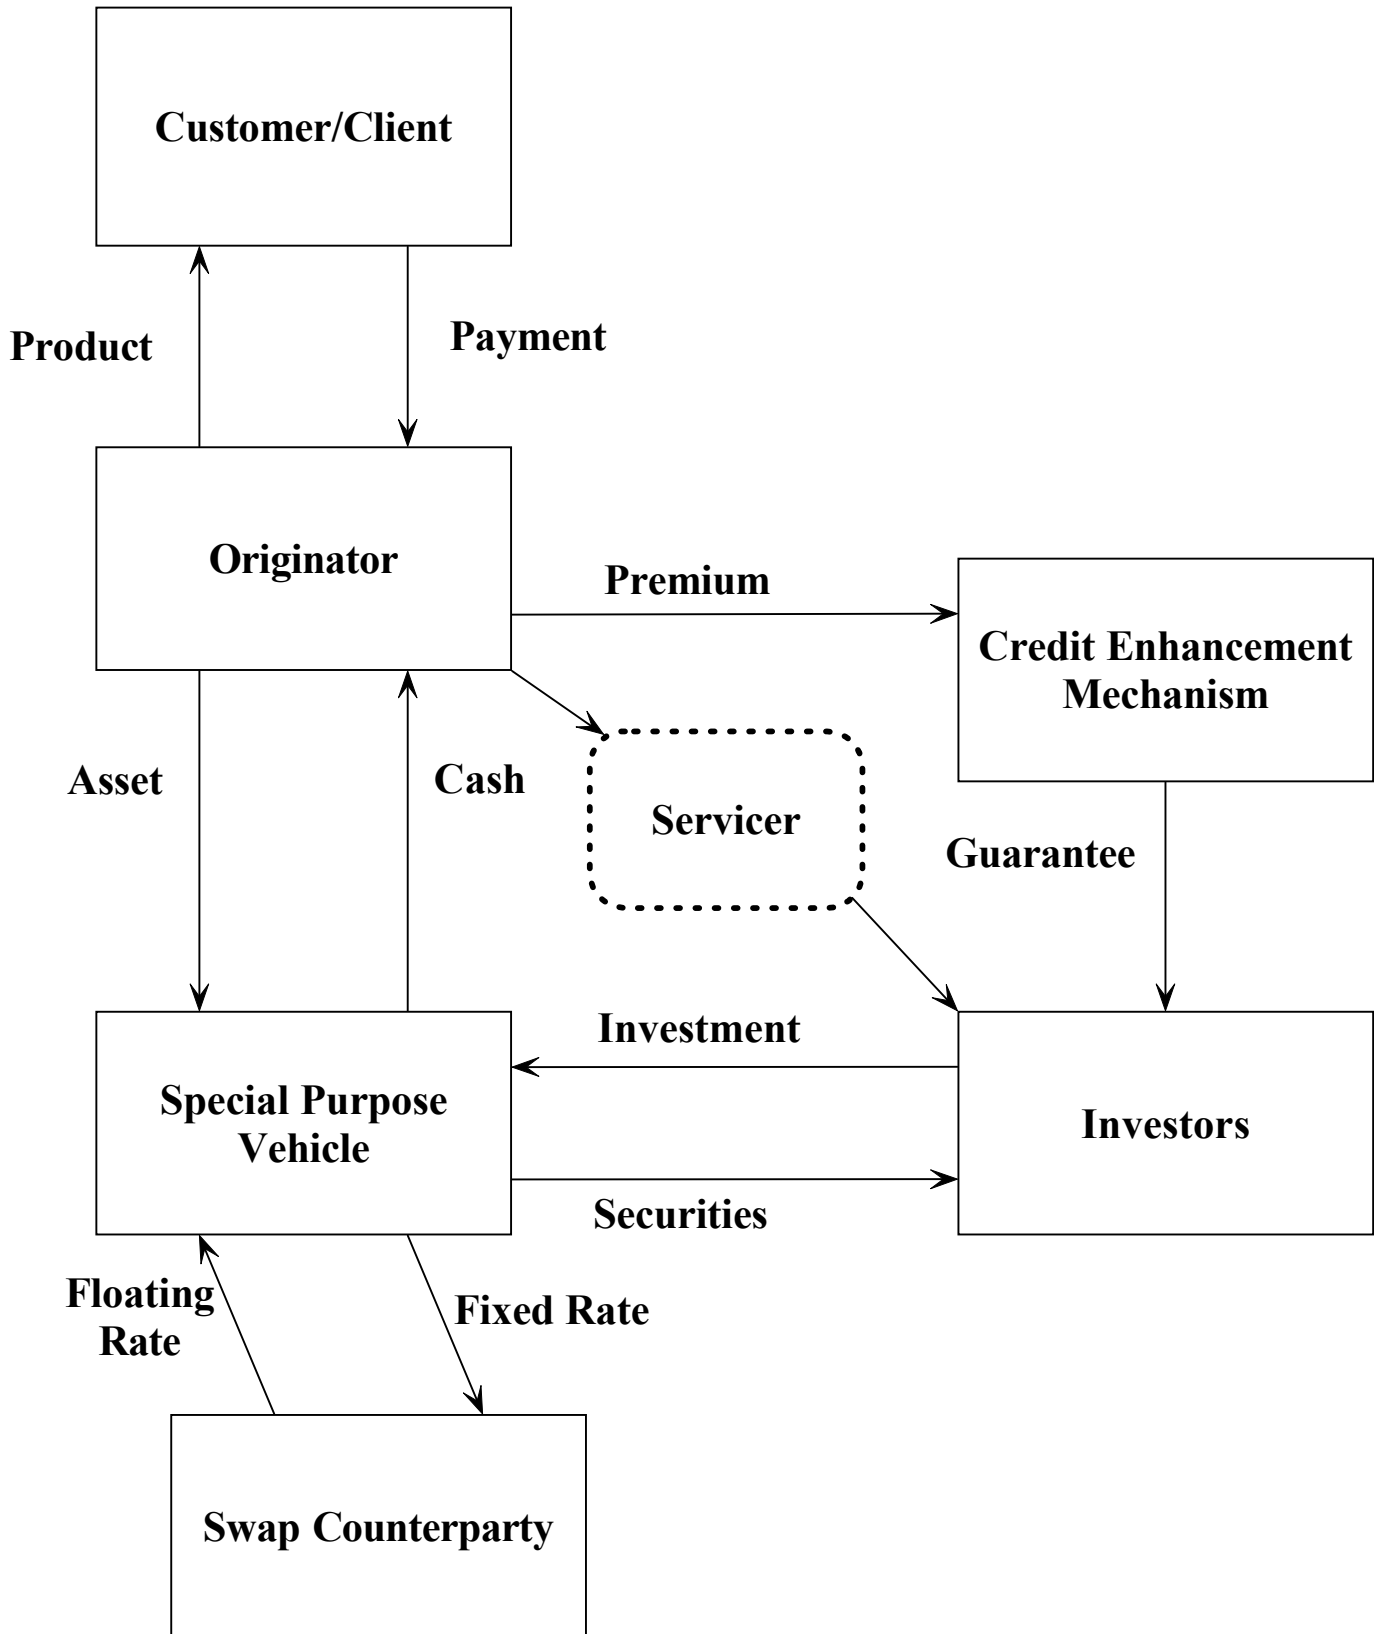 Customer/Client
Product
Payment
Originator
Premium
Credit Enhancement
Mechanism
Asset
Cash
Servicer
Guarantee
Investment
Special Purpose
Vehicle
Investors
Securities
Floating
Rate
Fixed Rate
Swap Counterparty